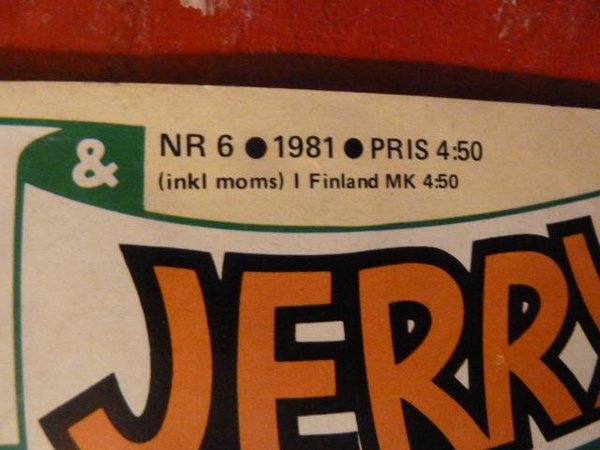 &
NR 6 ● 1981 ● PRIS 4:50
(inkl moms) I Finland MK 4:50
JERRY